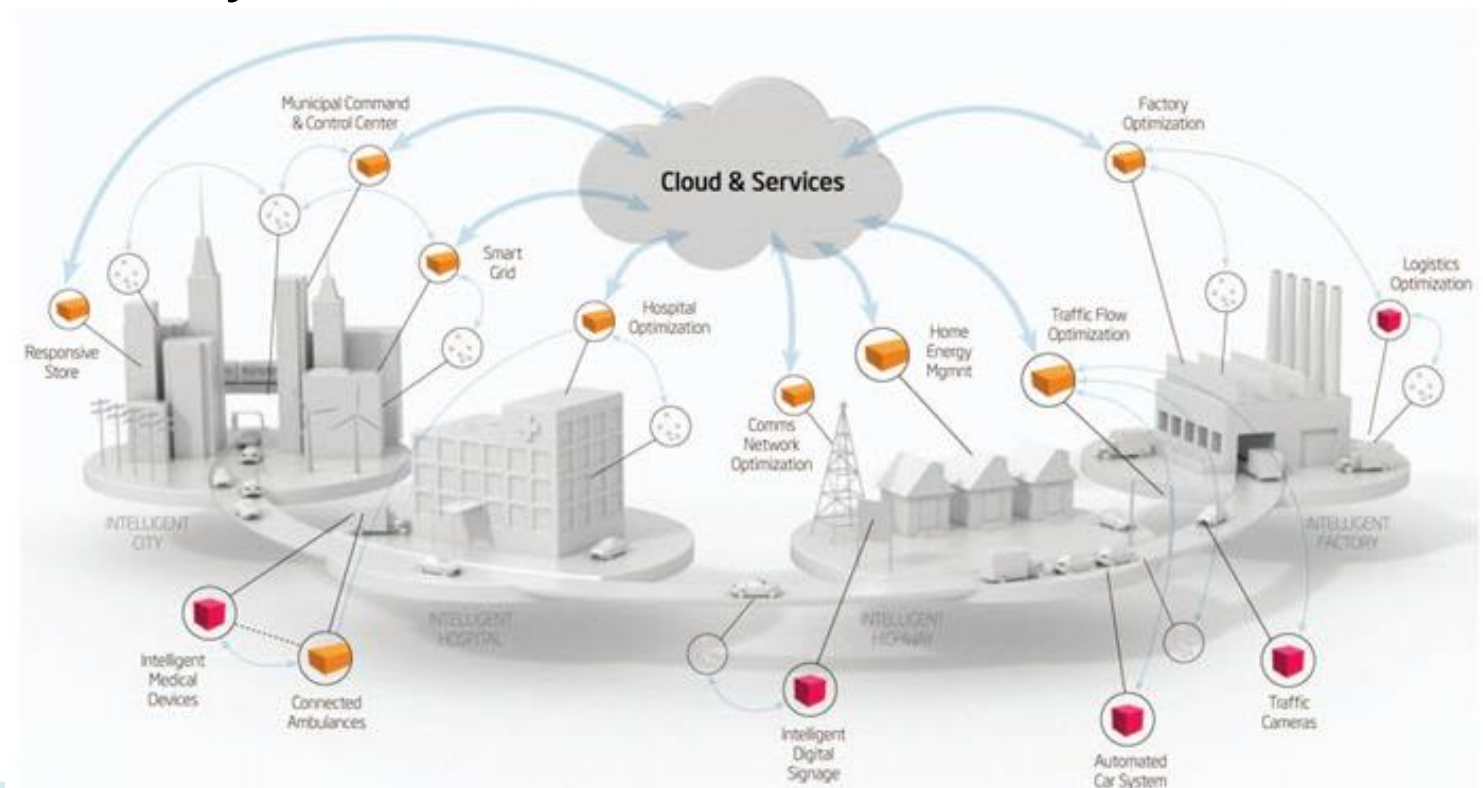 Municipal Command
& Control Center
Factory
Optimization
Cloud & Services
Smart
Grid
Logistics
Optimization
Hospital
Optimization
Traffic Flow
Optimization
Home
Energy
Mgmnt
Responsive
Store
Comms
Network
Optimization
INTELLIGENT
CITY
INTELLIGENT
FACTORY
INTELLIGENT
HOSPITAL
INTELLIGENT
HIGHWAY
Intelligent
Medical
Devices
Connected
Ambulances
Intelligent
Digital
Signage
Traffic
Cameras
Automated
Car System